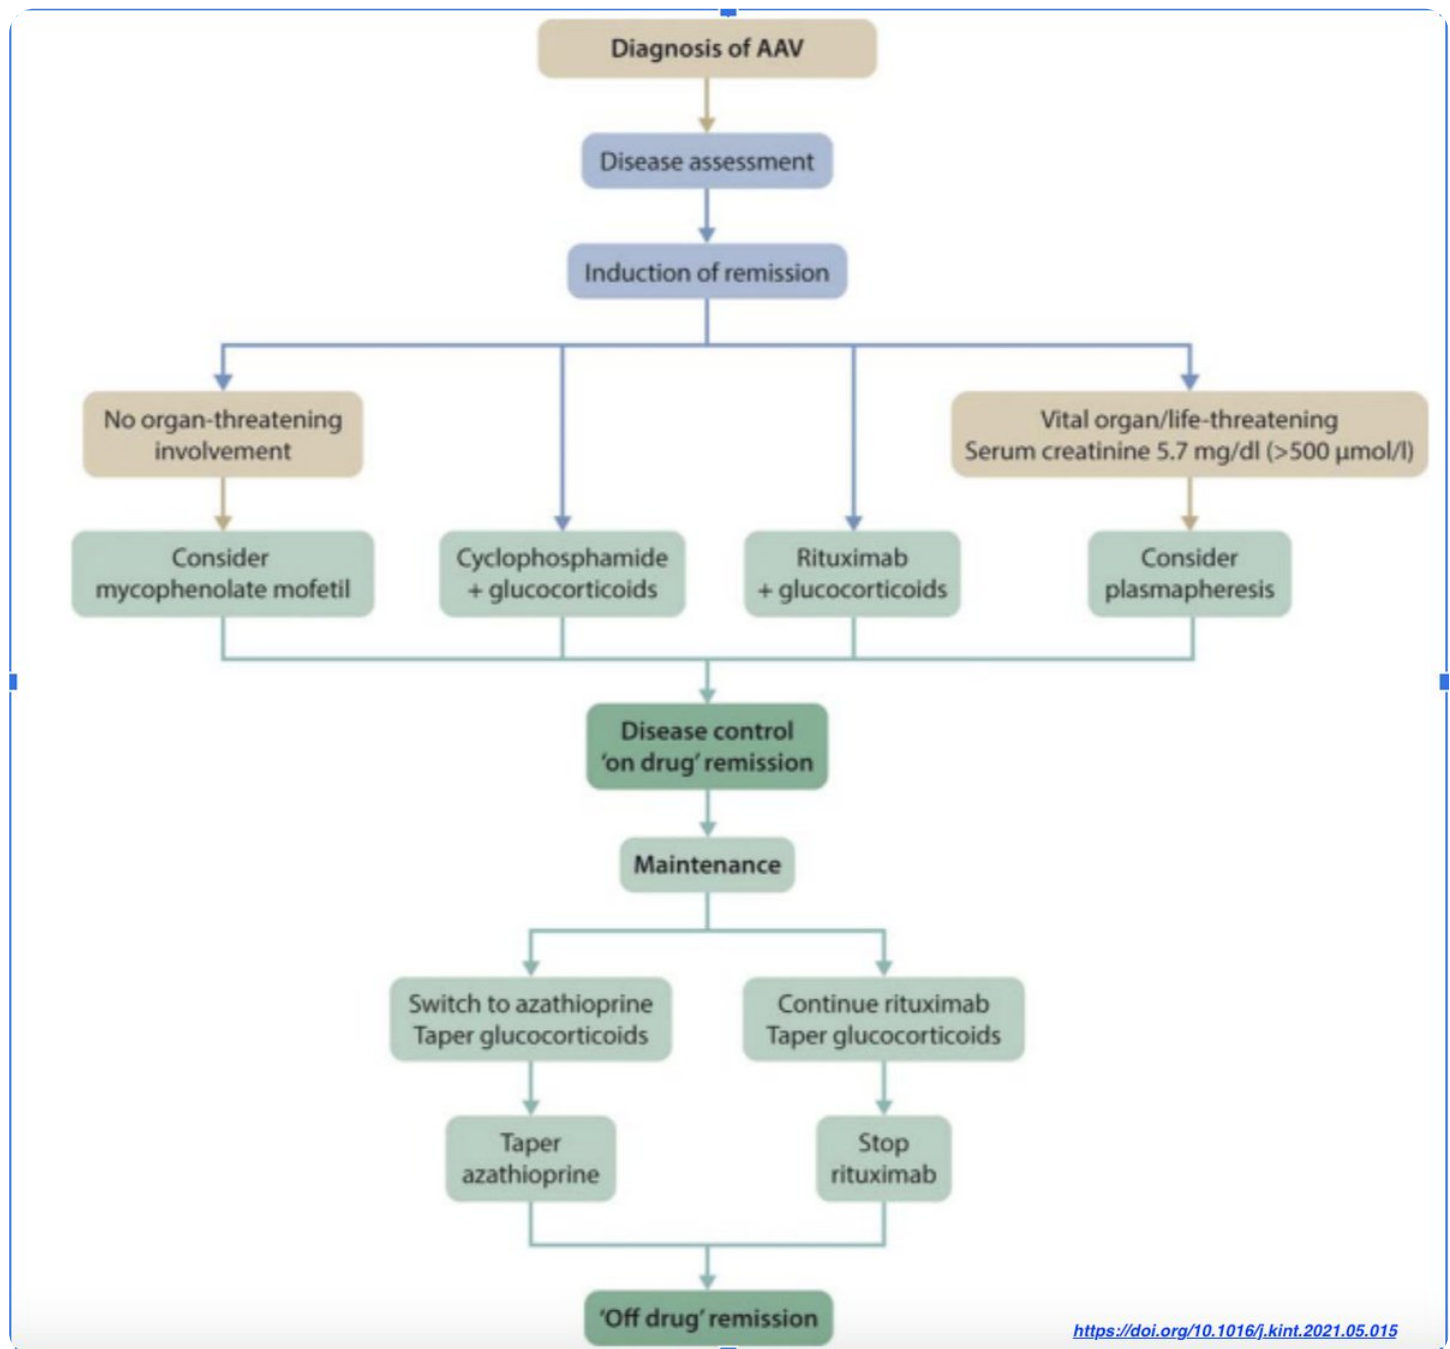 Diagnosis of AAV
Disease assessment
Induction of remission
No organ-threatening
involvement
Vital organ/life-threatening
Serum creatinine 5.7 mg/dl (>500 µmol/l)
Consider
mycophenolate mofetil
Cyclophosphamide
+ glucocorticoids
Rituximab
+ glucocorticoids
Consider
plasmapheresis
Disease control
‘on drug’ remission
Maintenance
Switch to azathioprine
Taper glucocorticoids
Continue rituximab
Taper glucocorticoids
Taper
azathioprine
Stop
rituximab
‘Off drug’ remission
https://doi.org/10.1016/j.kint.2021.05.015